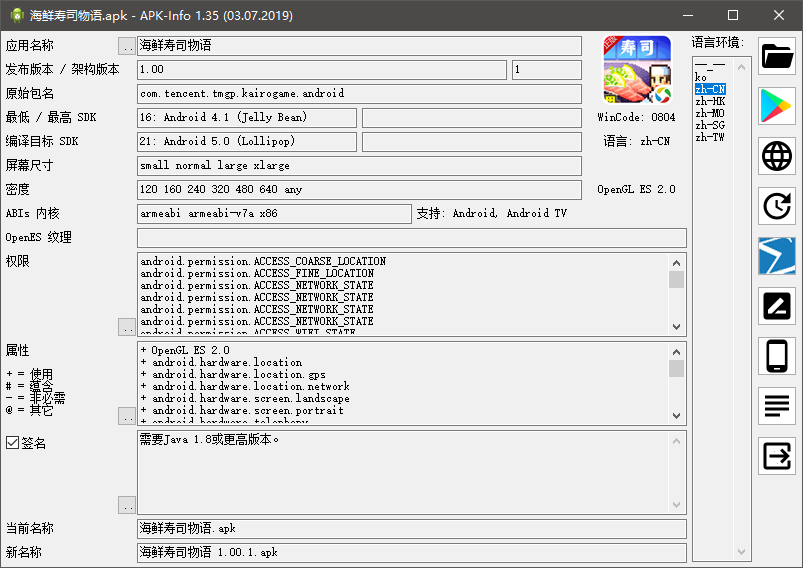 海鲜寿司物语.apk - APK-Info 1.35 (03.07.2019)
应用名称 .. 海鲜寿司物语
发布版本 / 架构版本 1.00 1
原始包名 com.tencent.tmgp.kairogame.android
最低 / 最高 SDK 16: Android 4.1 (Jelly Bean)
编译目标 SDK 21: Android 5.0 (Lollipop)
屏幕尺寸 small normal large xlarge
密度 120 160 240 320 480 640 any
ABIs 内核 armeabi armeabi-v7a x86 支持: Android, Android TV
OpenES 纹理
权限
android.permission.ACCESS_COARSE_LOCATION
android.permission.ACCESS_FINE_LOCATION
android.permission.ACCESS_NETWORK_STATE
android.permission.ACCESS_NETWORK_STATE
android.permission.ACCESS_NETWORK_STATE
android.permission.ACCESS_NETWORK_STATE
android.permission.ACCESS_WIFI_STATE
..
属性
+ = 使用
# = 蕴含
- = 非必需
@ = 其它
..
+ OpenGL ES 2.0
+ android.hardware.location
+ android.hardware.location.gps
+ android.hardware.location.network
+ android.hardware.screen.landscape
+ android.hardware.screen.portrait
+ android.hardware.telephony
签名
需要Java 1.8或更高版本。
..
当前名称 海鲜寿司物语.apk
新名称 海鲜寿司物语 1.00.1.apk
正版
寿司
WinCode: 0804
语言: zh-CN
OpenGL ES 2.0
语言环境:
__-__
ko
zh-CN
zh-HK
zh-MO
zh-SG
zh-TW